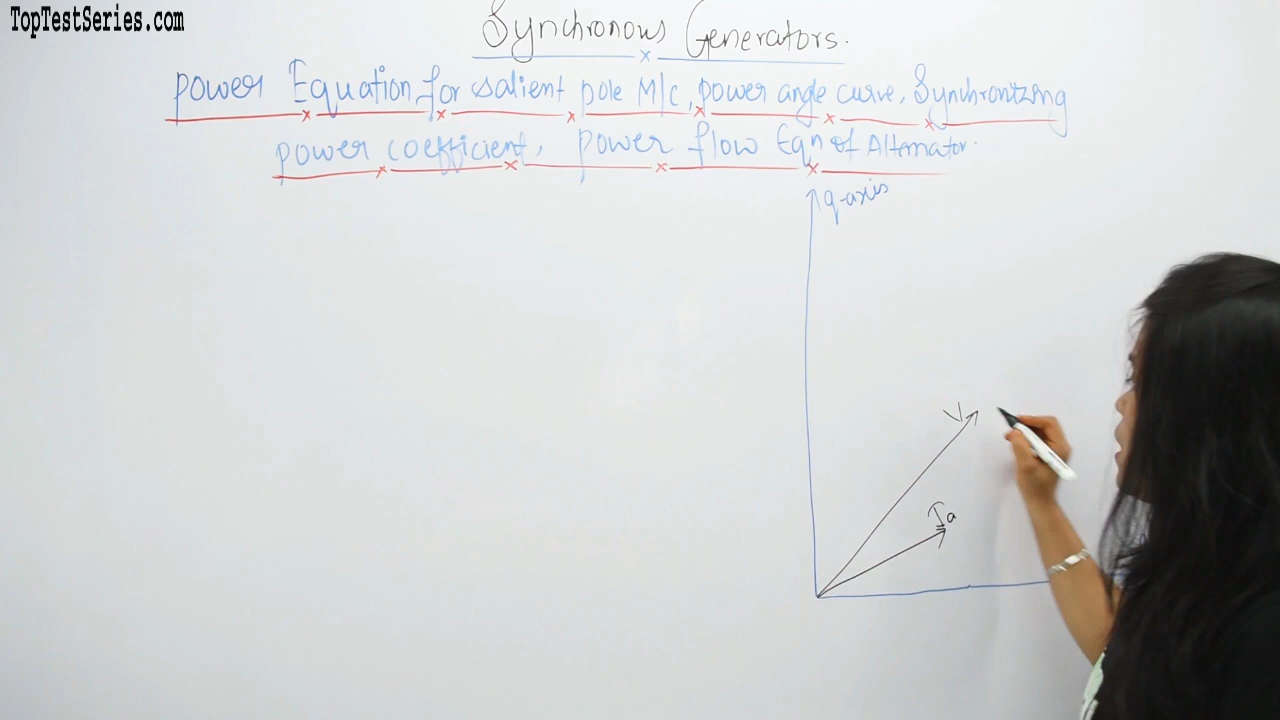 TopTestSeries.com
Synchronous Generators.
Power Equation for salient pole M/c, power angle curve, Synchronizing
power coefficient, power flow Eqn of Alternator.
q-axis
V
Ia